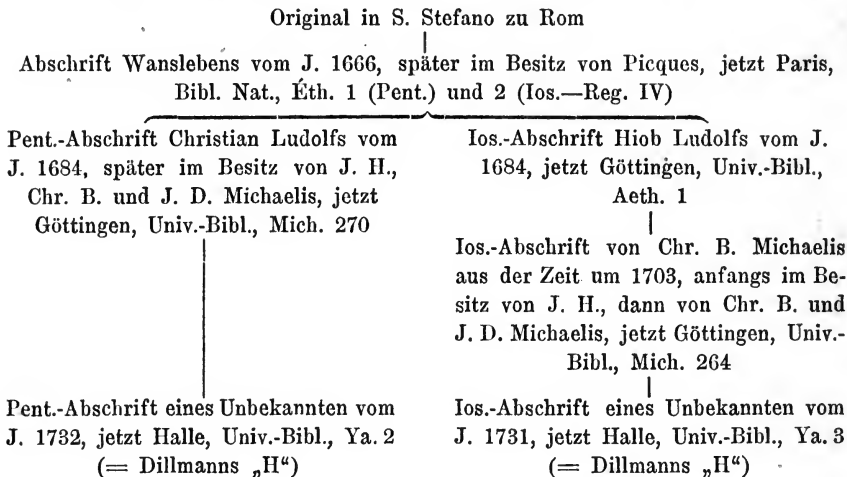 Original in S. Stefano zu Rom
Abschrift Wanslebens vom J. 1666, später im Besitz von Picques, jetzt Paris,
Bibl. Nat., Éth. 1 (Pent.) und 2 (Ios.—Reg. IV)
Pent.-Abschrift Christian Ludolfs vom
J. 1684, später im Besitz von J. H.,
Chr. B. und J. D. Michaelis, jetzt
Göttingen, Univ.-Bibl., Mich. 270
Ios.-Abschrift Hiob Ludolfs vom J.
1684, jetzt Göttingen, Univ.-Bibl.,
Aeth. 1
Ios.-Abschrift von Chr. B. Michaelis
aus der Zeit um 1703, anfangs im Be-
sitz von J. H., dann von Chr. B. und
J. D. Michaelis, jetzt Göttingen, Univ.-
Bibl., Mich. 264
Pent.-Abschrift eines Unbekannten vom
J. 1732, jetzt Halle, Univ.-Bibl., Ya. 2
(= Dillmanns „H“)
Ios.-Abschrift eines Unbekannten vom
J. 1731, jetzt Halle, Univ.-Bibl., Ya. 3
(= Dillmanns „H“)